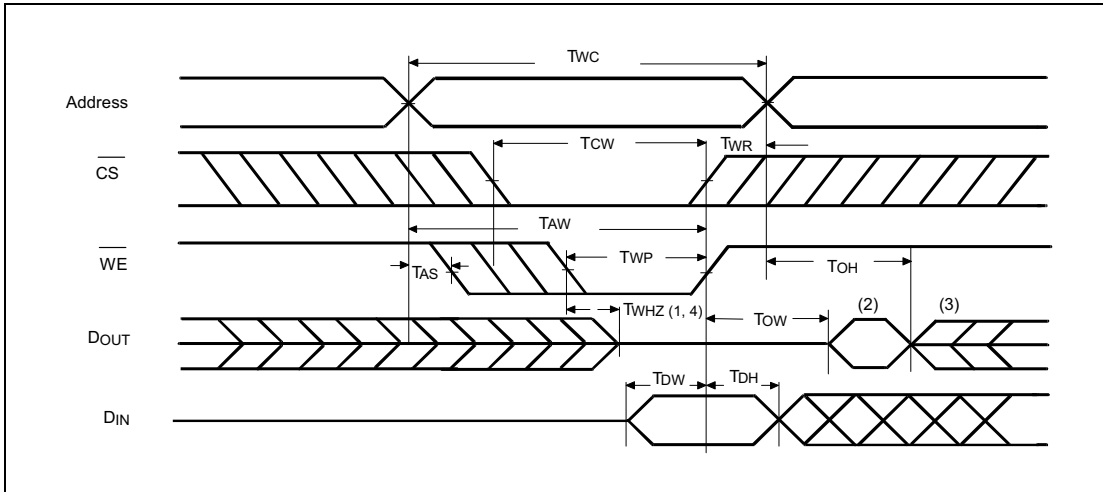 TWC
Address
TCW
TWR
CS
TAW
WE
TAS
TWP
TOH
TWHZ (1, 4)
TOW
(2)
(3)
DOUT
TDW
TDH
DIN